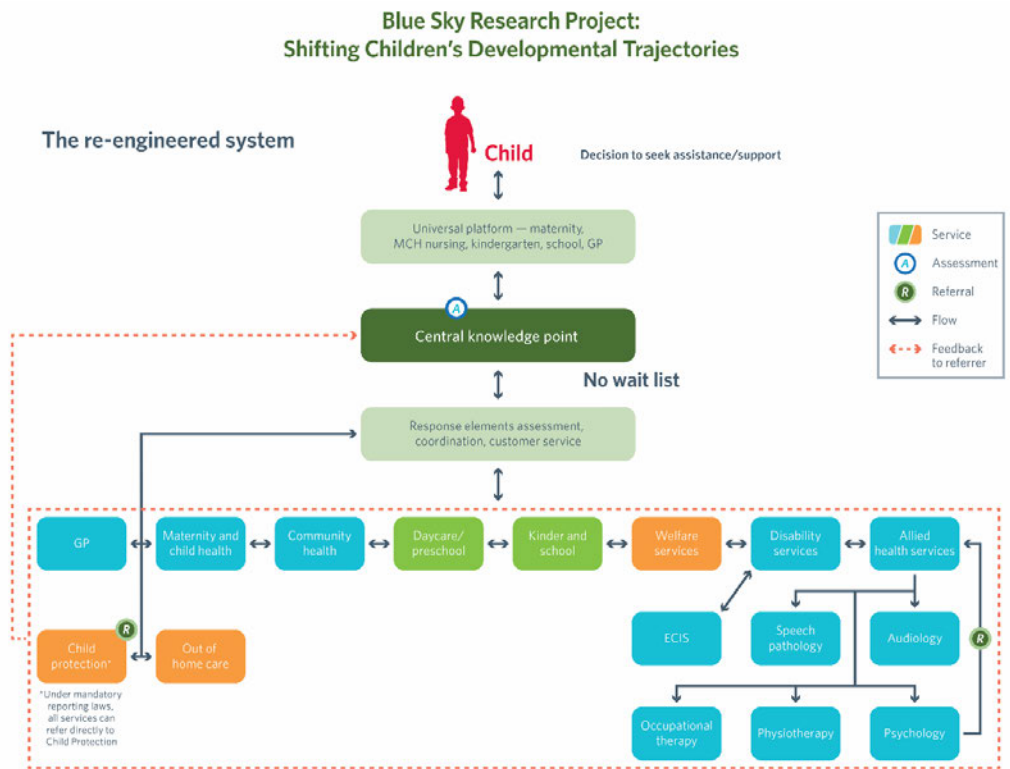 Blue Sky Research Project:
Shifting Children's Developmental Trajectories
The re-engineered system
Child
Decision to seek assistance/support
Universal platform — maternity,
MCH nursing, kindergarten, school, GP
Service
A
Assessment
R
Referral
Flow
Feedback
to referrer
A
Central knowledge point
No wait list
Response elements assessment,
coordination, customer service
GP
Maternity and
child health
Community
health
Daycare/
preschool
Kinder and
school
Welfare
services
Disability
services
Allied
health services
R
Child
protection*
Out of
home care
ECIS
Speech
pathology
Audiology
R
*Under mandatory
reporting laws,
all services can
refer directly to
Child Protection
Occupational
therapy
Physiotherapy
Psychology